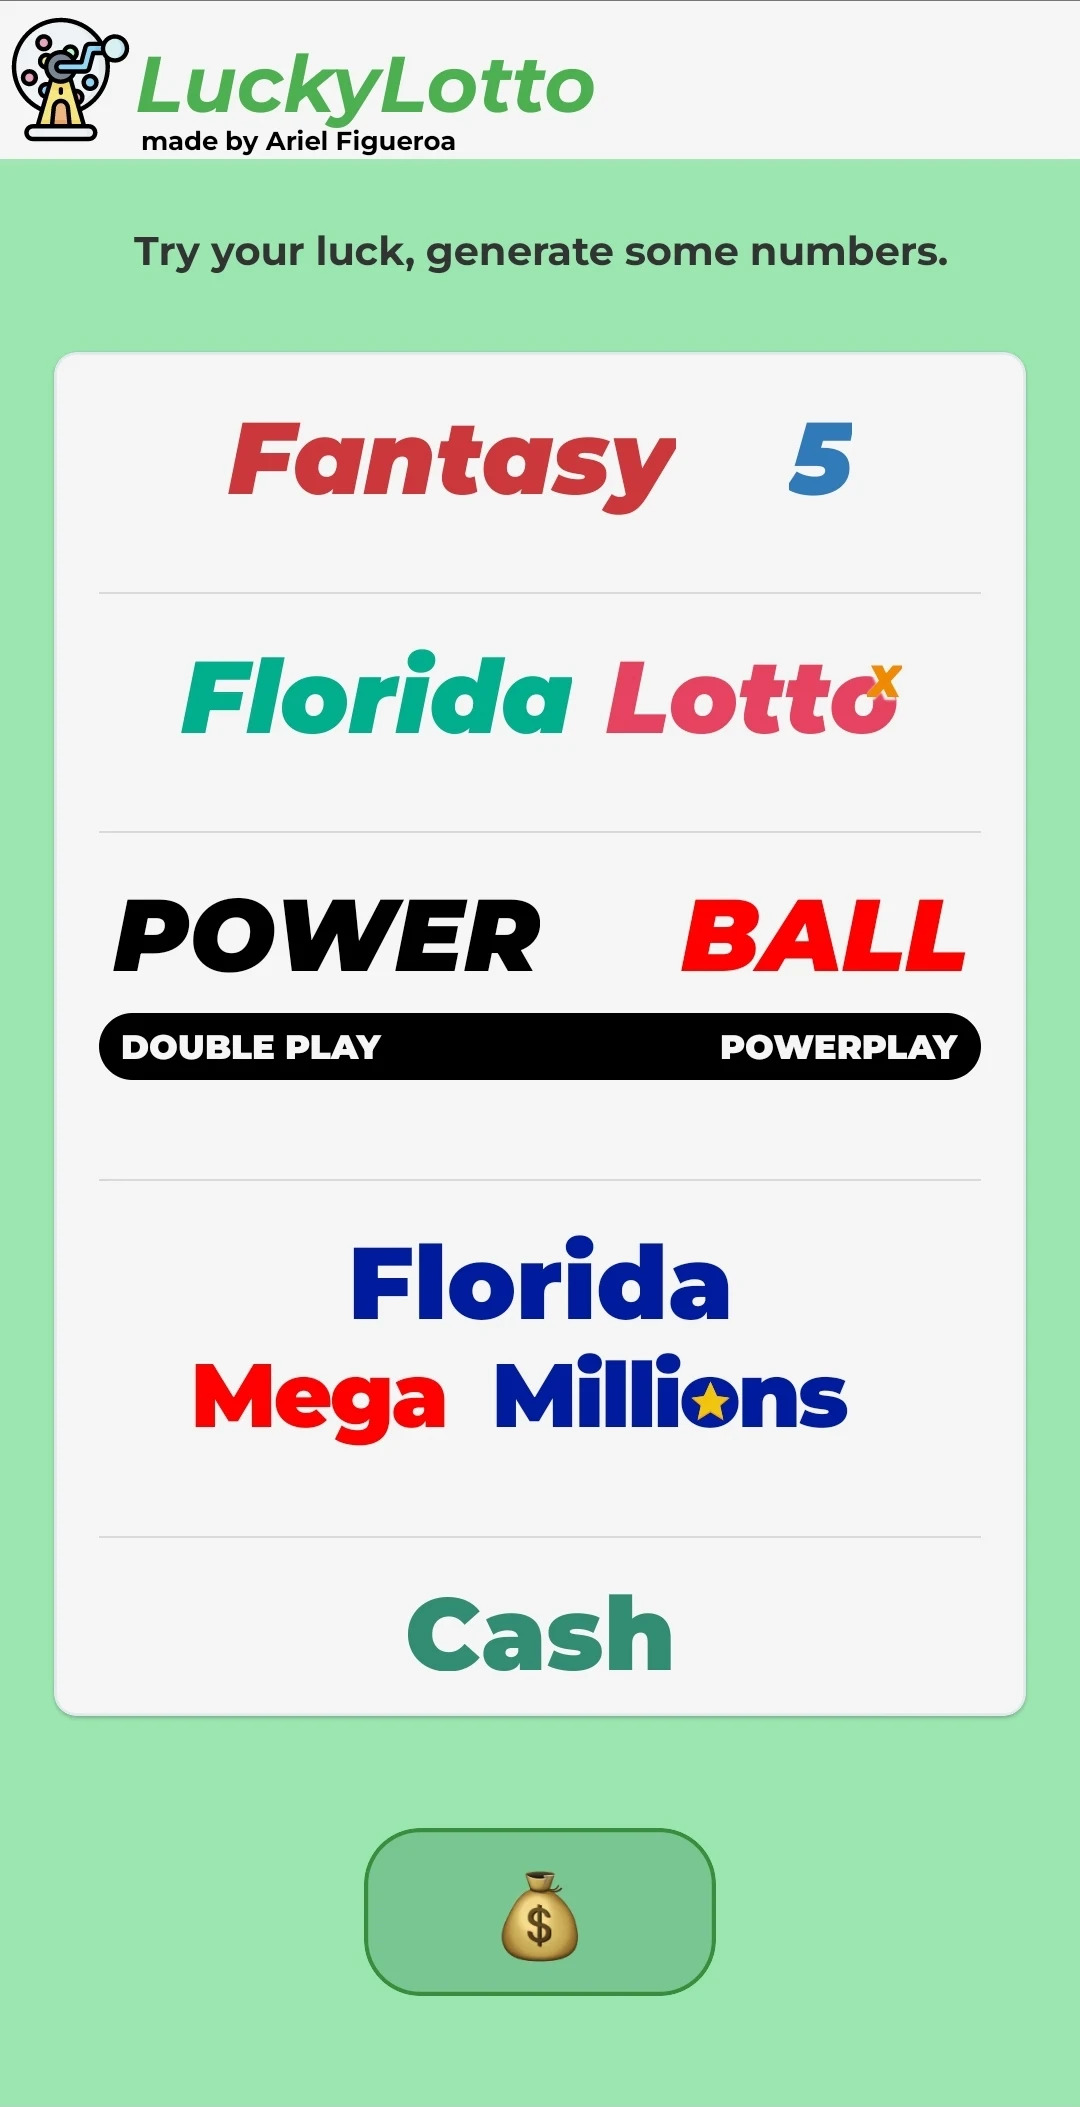 LuckyLotto
made by Ariel Figueroa
Try your luck, generate some numbers.
Fantasy 5
Florida Lotto x
POWER BALL
DOUBLE PLAY POWERPLAY
Florida
Mega Millions
Cash
$